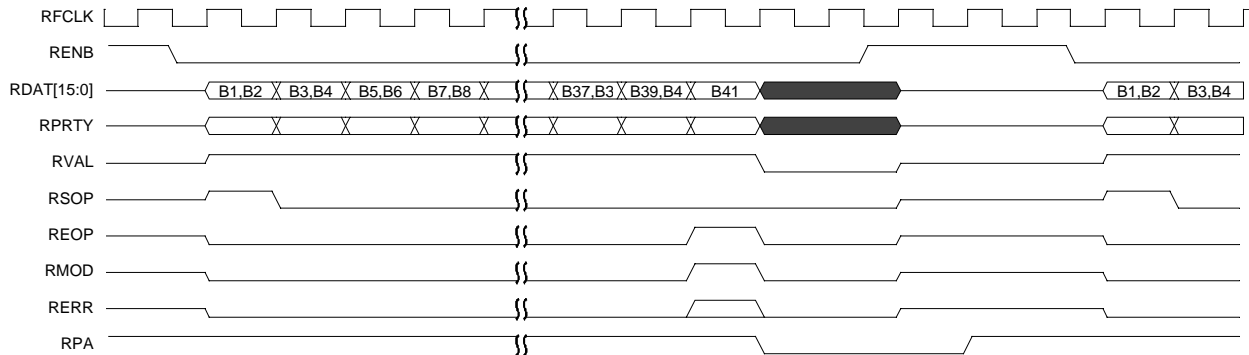 RFCLK
RENB
RDAT[15:0] B1,B2 B3,B4 B5,B6 B7,B8 B37,B3 B39,B4 B41 B1,B2 B3,B4
RPRTY
RVAL
RSOP
REOP
RMOD
RERR
RPA